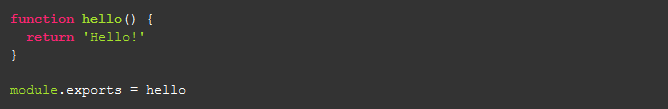 function hello() {
  return 'Hello!'
}
module.exports = hello